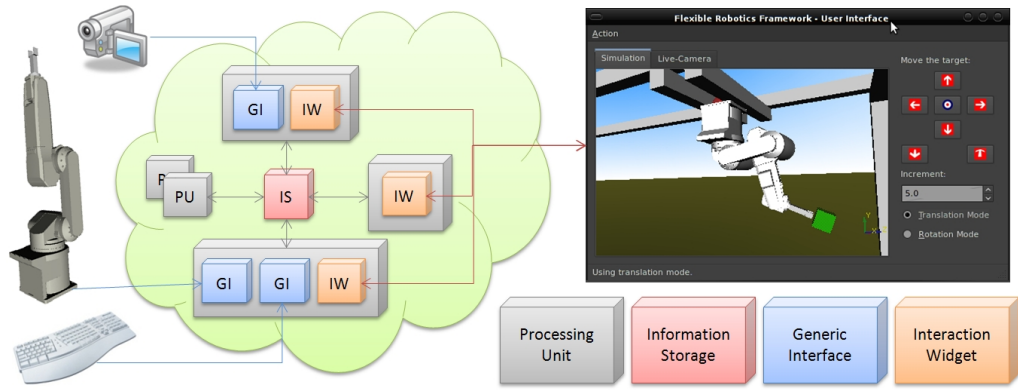 GI
IW
P
PU
IS
IW
GI
GI
IW
Flexible Robotics Framework - User Interface
Action
Simulation
Live-Camera
Move the target:
Increment:
5.0
Translation Mode
Rotation Mode
Y
X
Using translation mode.
Processing
Unit
Information
Storage
Generic
Interface
Interaction
Widget